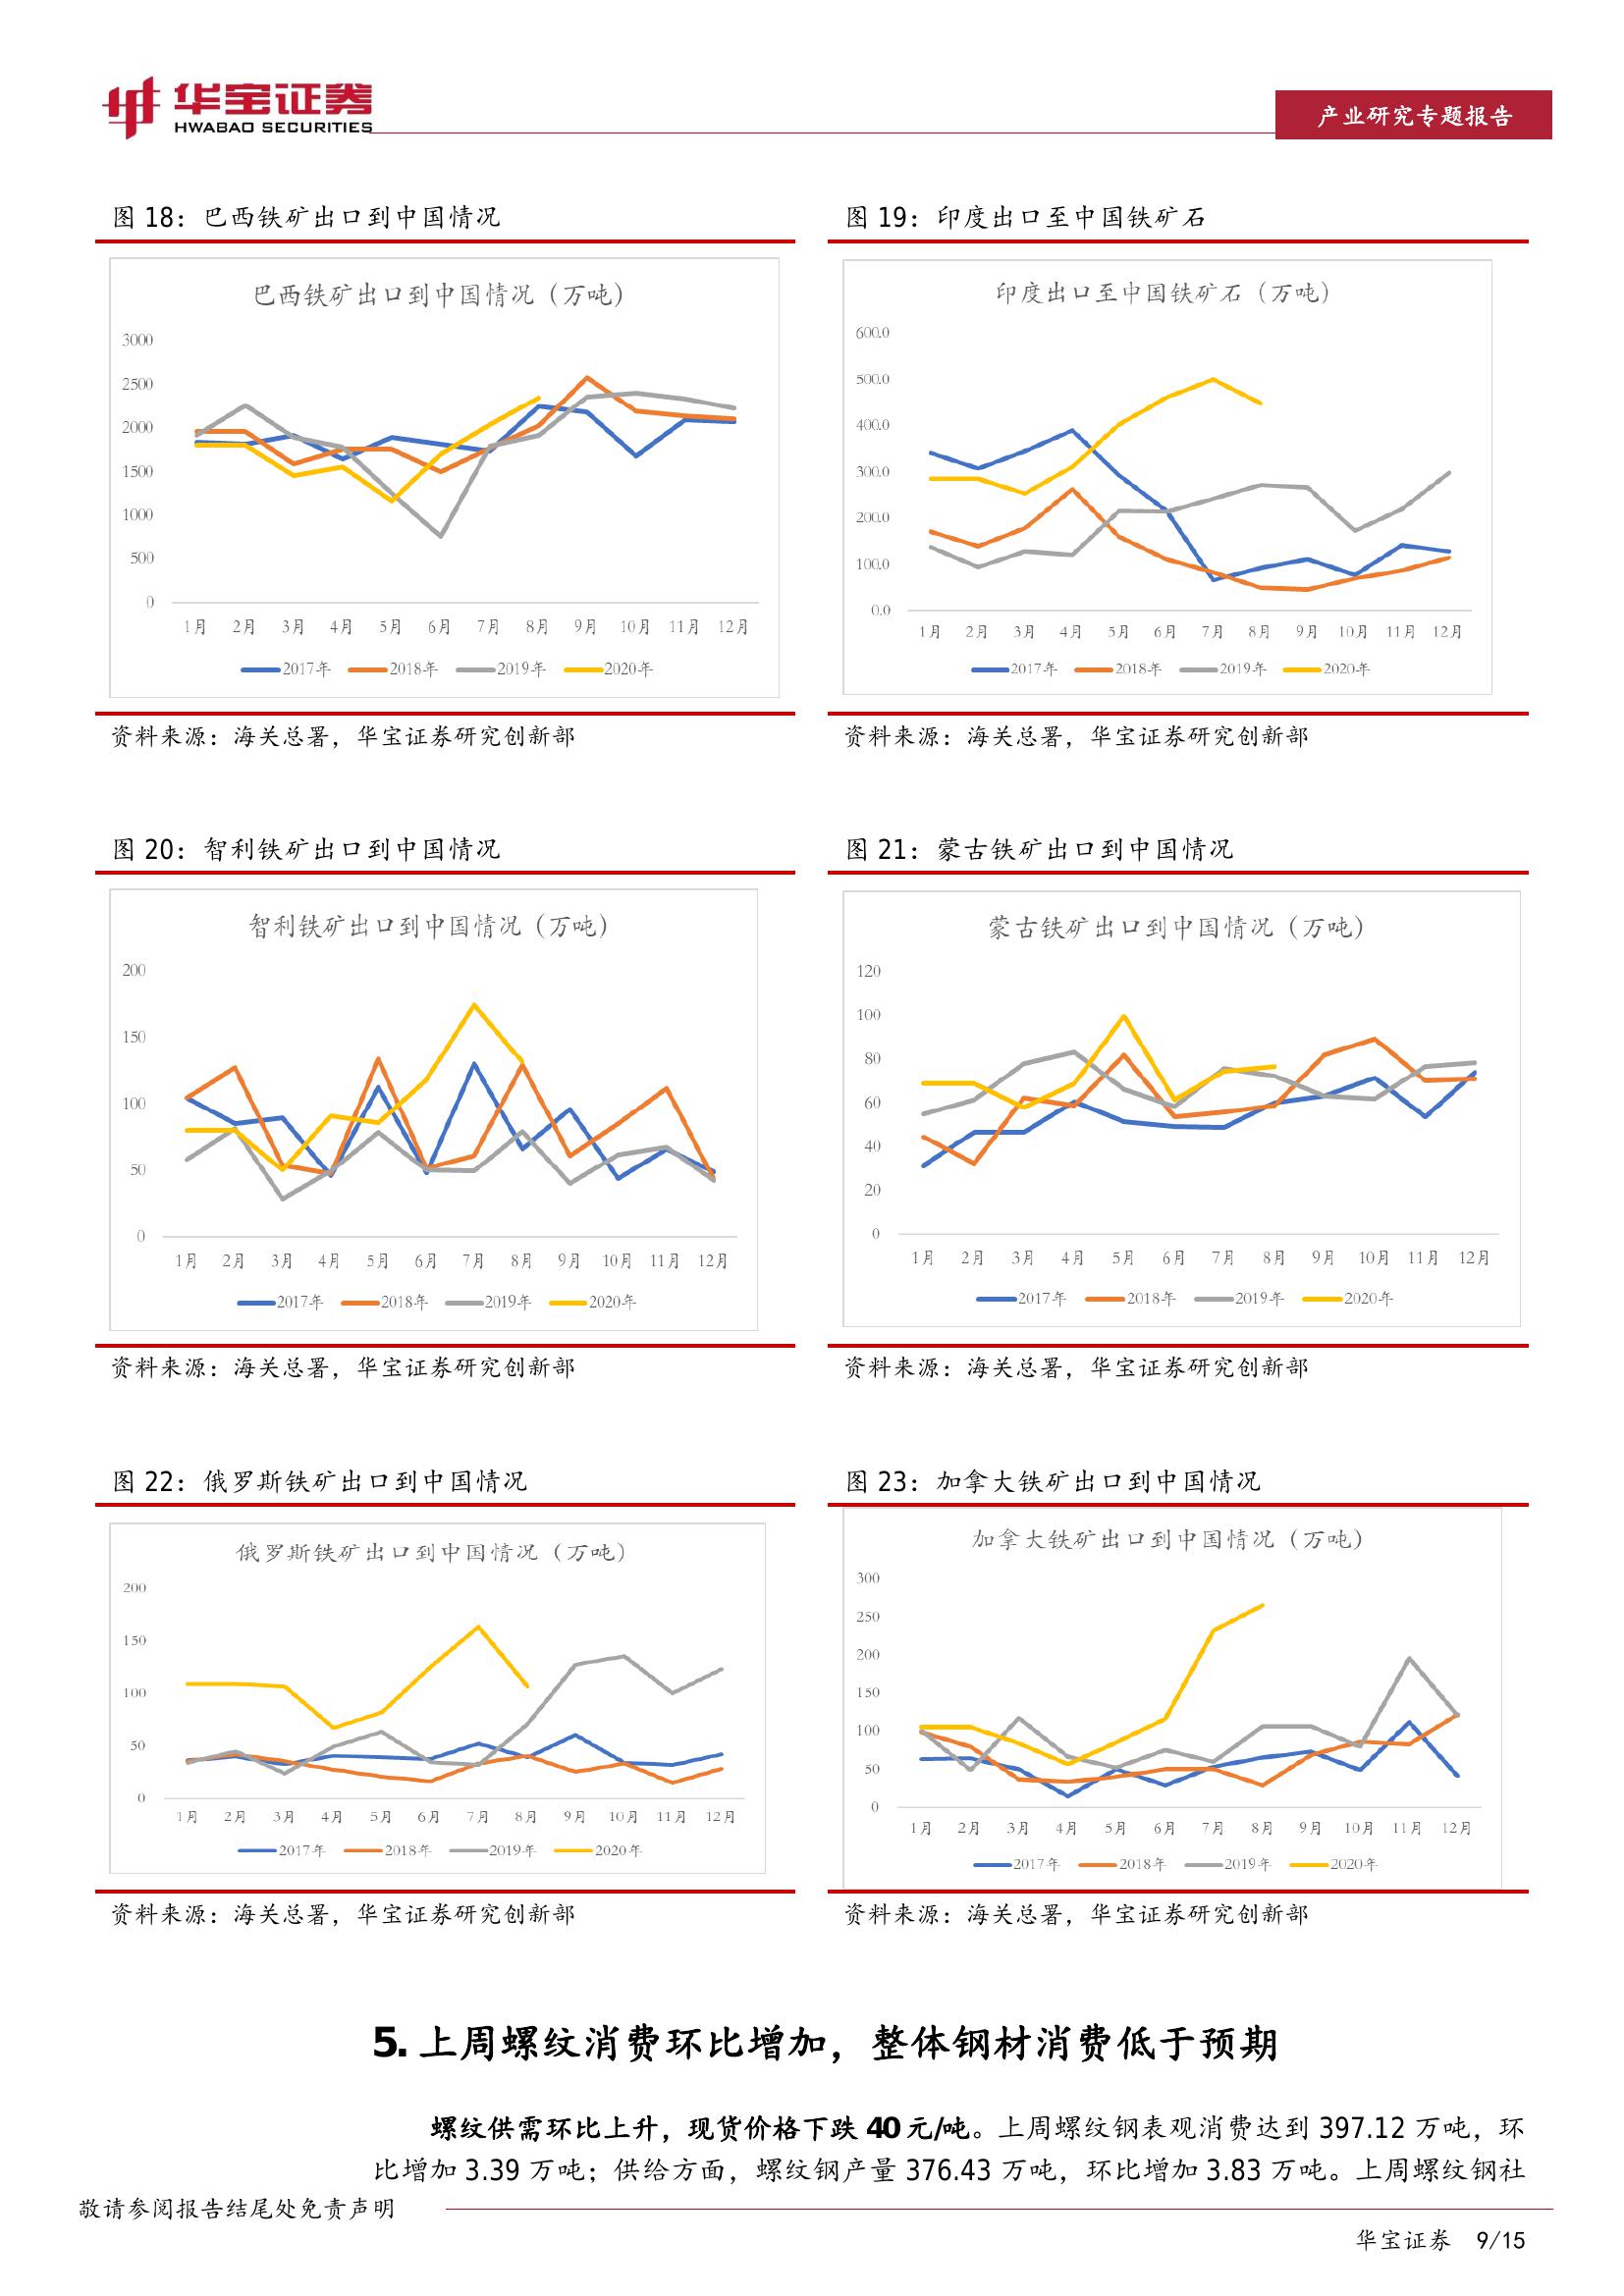 华宝证券
HWABAO SECURITIES
产业研究专题报告
图 18：巴西铁矿出口到中国情况
巴西铁矿出口到中国情况（万吨）
3000
2500
2000
1500
1000
500
0
1月 2月 3月 4月 5月 6月 7月 8月 9月 10月 11月 12月
2017年 2018年 2019年 2020年
资料来源：海关总署，华宝证券研究创新部
图 19：印度出口至中国铁矿石
印度出口至中国铁矿石（万吨）
600.0
500.0
400.0
300.0
200.0
100.0
0.0
1月 2月 3月 4月 5月 6月 7月 8月 9月 10月 11月 12月
2017年 2018年 2019年 2020年
资料来源：海关总署，华宝证券研究创新部
图 20：智利铁矿出口到中国情况
智利铁矿出口到中国情况（万吨）
200
150
100
50
0
1月 2月 3月 4月 5月 6月 7月 8月 9月 10月 11月 12月
2017年 2018年 2019年 2020年
资料来源：海关总署，华宝证券研究创新部
图 21：蒙古铁矿出口到中国情况
蒙古铁矿出口到中国情况（万吨）
120
100
80
60
40
20
0
1月 2月 3月 4月 5月 6月 7月 8月 9月 10月 11月 12月
2017年 2018年 2019年 2020年
资料来源：海关总署，华宝证券研究创新部
图 22：俄罗斯铁矿出口到中国情况
俄罗斯铁矿出口到中国情况（万吨）
200
150
100
50
0
1月 2月 3月 4月 5月 6月 7月 8月 9月 10月 11月 12月
2017年 2018年 2019年 2020年
资料来源：海关总署，华宝证券研究创新部
图 23：加拿大铁矿出口到中国情况
加拿大铁矿出口到中国情况（万吨）
300
250
200
150
100
50
0
1月 2月 3月 4月 5月 6月 7月 8月 9月 10月 11月 12月
2017年 2018年 2019年 2020年
资料来源：海关总署，华宝证券研究创新部
5. 上周螺纹消费环比增加，整体钢材消费低于预期
螺纹供需环比上升，现货价格下跌 40 元/吨。上周螺纹钢表观消费达到 397.12 万吨，环
比增加 3.39 万吨；供给方面，螺纹钢产量 376.43 万吨，环比增加 3.83 万吨。上周螺纹钢社
敬请参阅报告结尾处免责声明
华宝证券 9/15